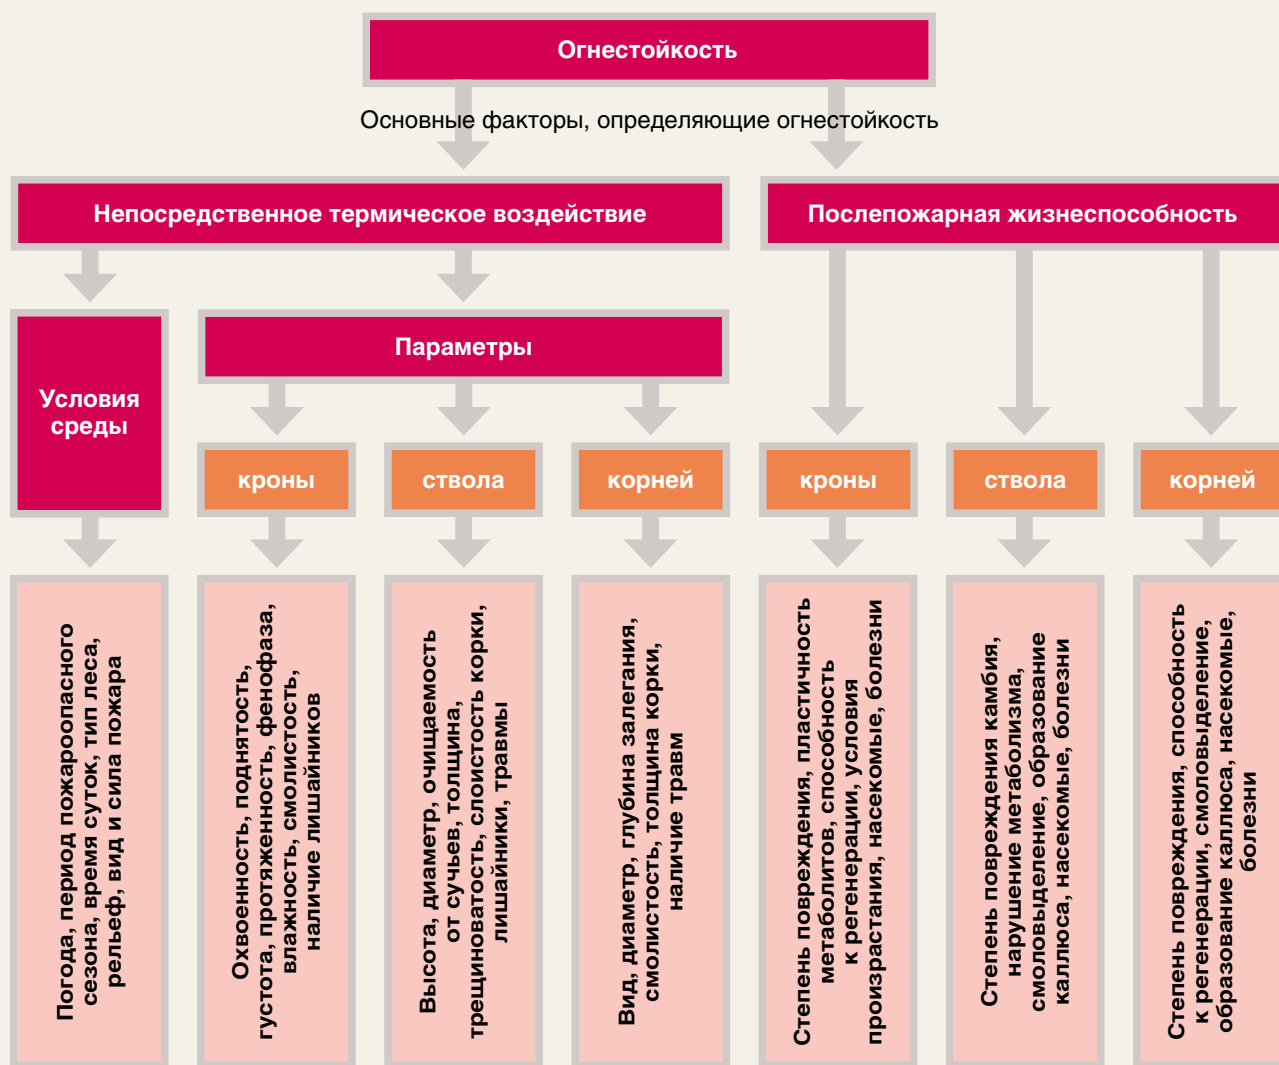 Огнестойкость
Основные факторы, определяющие огнестойкость
Непосредственное термическое воздействие
Послепожарная жизнеспособность
Условия
среды
Параметры
кроны
ствола
корней
кроны
ствола
корней
Погода, период пожароопасного
сезона, время суток, тип леса,
рельеф, вид и сила пожара
Охвоенность, поднятость,
густота, протяженность, фенофаза,
влажность, смолистость,
наличие лишайников
Высота, диаметр, очищаемость
от сучьев, толщина,
трещиноватость, слоистость корки,
лишайники, травмы
Вид, диаметр, глубина залегания,
смолистость, толщина корки,
наличие травм
Степень повреждения, пластичность
метаболитов, способность
к регенерации, условия
произрастания, насекомые, болезни
Степень повреждения камбия,
нарушение метаболизма,
смоловыделение, образование
каллюса, насекомые, болезни
Степень повреждения, способность
к регенерации, смоловыделение,
образование каллюса, насекомые,
болезни